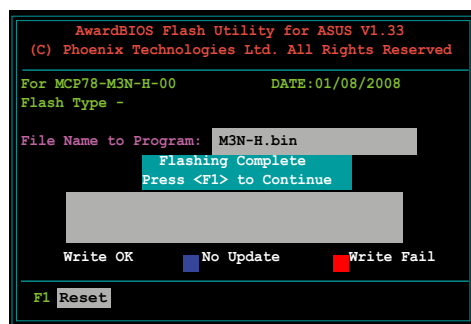 AwardBIOS Flash Utility for ASUS V1.33
(C) Phoenix Technologies Ltd. All Rights Reserved
For MCP78-M3N-H-00 DATE:01/08/2008
Flash Type -
File Name to Program: M3N-H.bin
Flashing Complete
Press <F1> to Continue
Write OK No Update Write Fail
F1 Reset